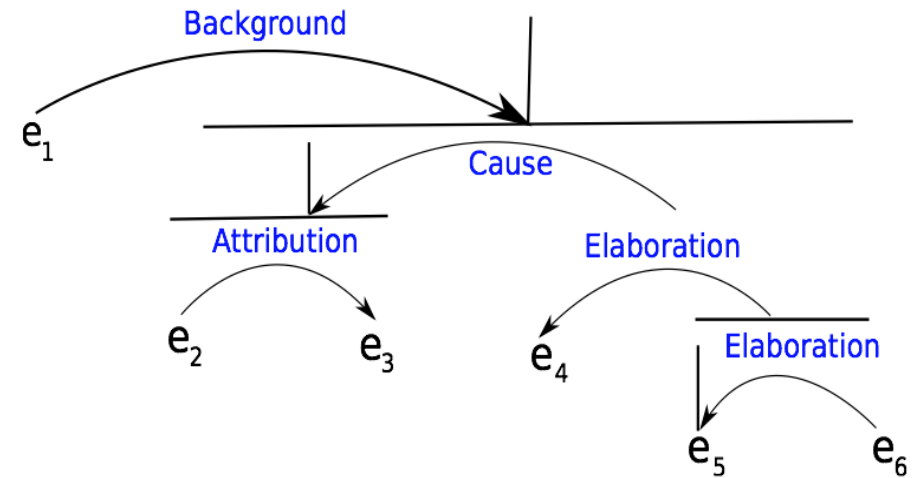 Background
e1
Cause
Attribution
Elaboration
e2
e3
e4
Elaboration
e5
e6